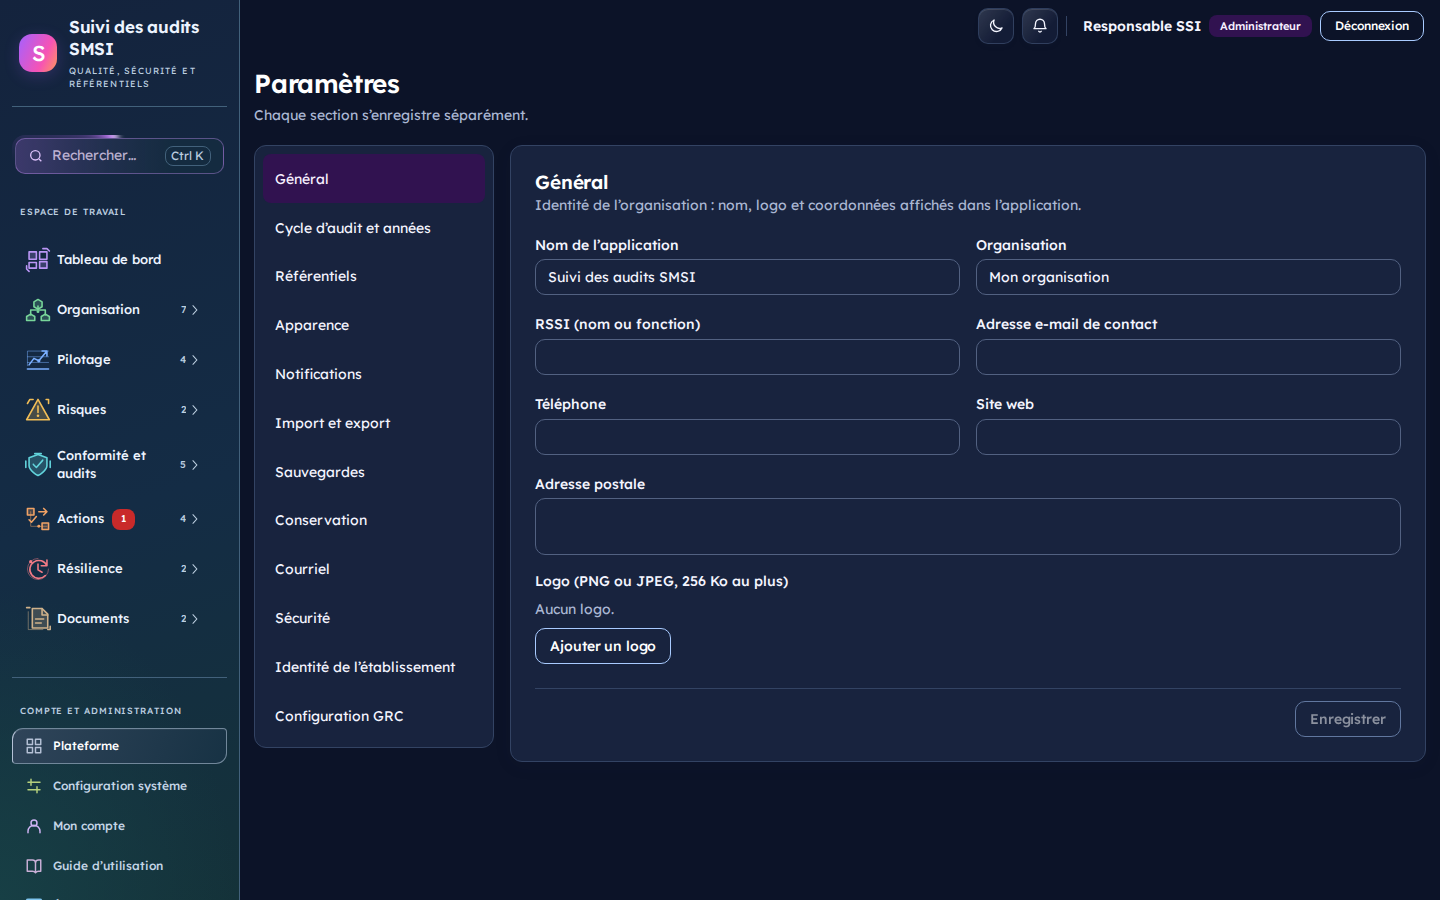 S
Suivi des audits
SMSI
QUALITÉ, SÉCURITÉ ET
RÉFÉRENTIELS
Rechercher…
Ctrl K
ESPACE DE TRAVAIL
Tableau de bord
Organisation 7
Pilotage 4
Risques 2
Conformité et
audits 5
Actions 1 4
Résilience 2
Documents 2
COMPTE ET ADMINISTRATION
Plateforme
Configuration système
Mon compte
Guide d’utilisation
Responsable SSI
Administrateur
Déconnexion
Paramètres
Chaque section s’enregistre séparément.
Général
Cycle d’audit et années
Référentiels
Apparence
Notifications
Import et export
Sauvegardes
Conservation
Courriel
Sécurité
Identité de l’établissement
Configuration GRC
Général
Identité de l’organisation : nom, logo et coordonnées affichés dans l’application.
Nom de l’application
Suivi des audits SMSI
Organisation
Mon organisation
RSSI (nom ou fonction)
Adresse e-mail de contact
Téléphone
Site web
Adresse postale
Logo (PNG ou JPEG, 256 Ko au plus)
Aucun logo.
Ajouter un logo
Enregistrer